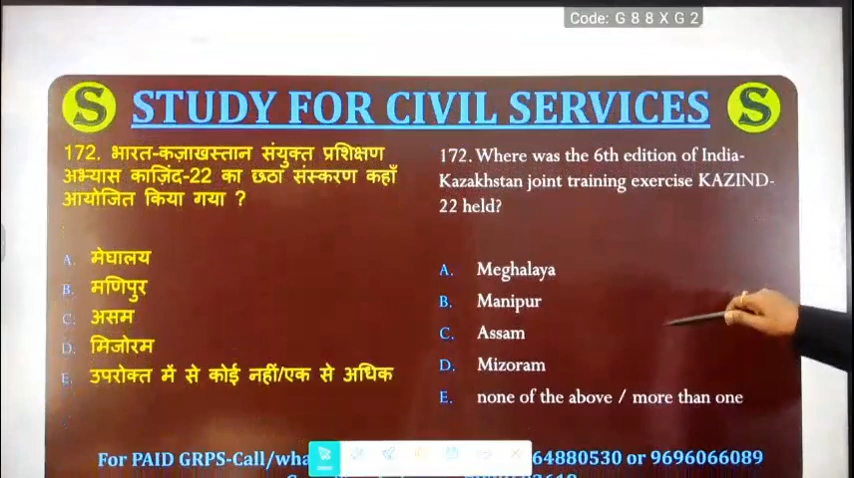 Code: G 8 8 X G 2
S STUDY FOR CIVIL SERVICES S
172. भारत-कज़ाखस्तान संयुक्त प्रशिक्षण
अभ्यास काज़िंद-22 का छठा संस्करण कहाँ
आयोजित किया गया ?
A. मेघालय
B. मणिपुर
C. असम
D. मिजोरम
E. उपरोक्त में से कोई नहीं/एक से अधिक
172. Where was the 6th edition of India-
Kazakhstan joint training exercise KAZIND-
22 held?
A. Meghalaya
B. Manipur
C. Assam
D. Mizoram
E. none of the above / more than one
For PAID GRPS-Call/wha 64880530 or 9696066089